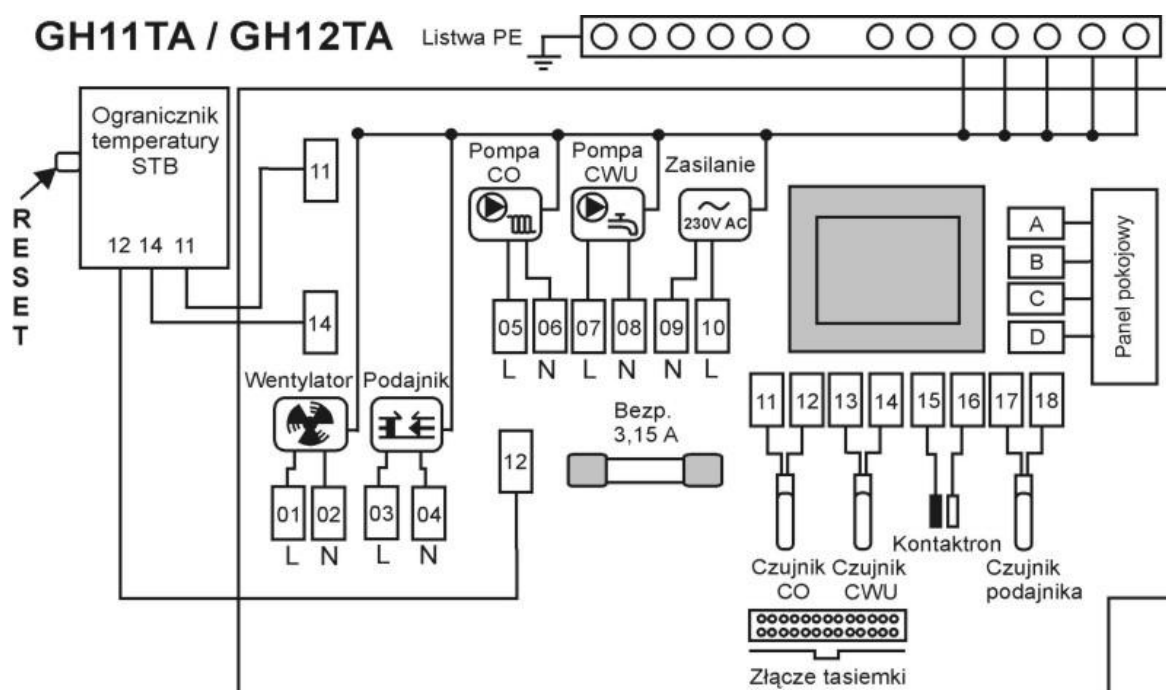 GH11TA / GH12TA
Listwa PE
Ogranicznik
temperatury
STB
RESET
12 14 11
11
14
Pompa
CO
Pompa
CWU
Zasilanie
230V AC
05 06 07 08 09 10
L N L N N L
A
B
C
D
Panel pokojowy
Wentylator
Podajnik
01 02 03 04
L N L N
12
Bezp.
3,15 A
11 12 13 14 15 16 17 18
Czujnik
CO
Czujnik
CWU
Kontaktron
Czujnik
podajnika
Złącze tasiemki